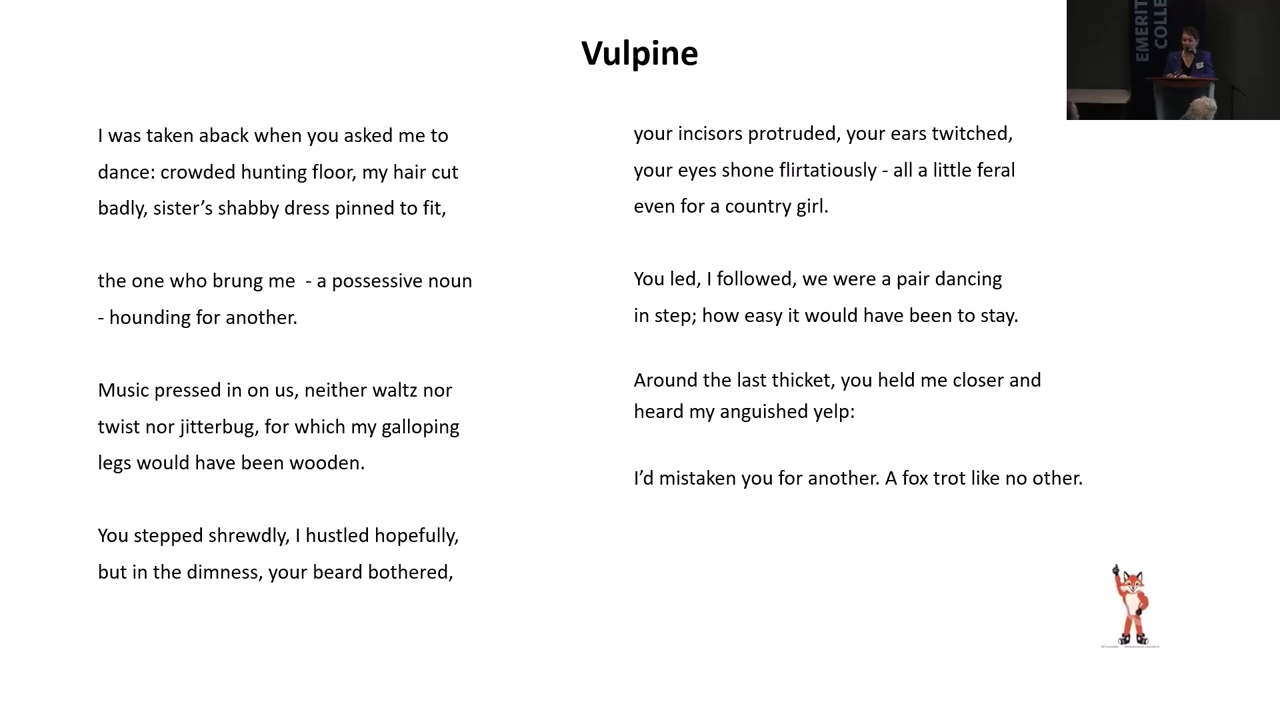 Vulpine
I was taken aback when you asked me to
dance: crowded hunting floor, my hair cut
badly, sister’s shabby dress pinned to fit,
the one who brung me  - a possessive noun
- hounding for another.
Music pressed in on us, neither waltz nor
twist nor jitterbug, for which my galloping
legs would have been wooden.
You stepped shrewdly, I hustled hopefully,
but in the dimness, your beard bothered,
your incisors protruded, your ears twitched,
your eyes shone flirtatiously - all a little feral
even for a country girl.
You led, I followed, we were a pair dancing
in step; how easy it would have been to stay.
Around the last thicket, you held me closer and
heard my anguished yelp:
I’d mistaken you for another. A fox trot like no other.
EMERIT
COLLE